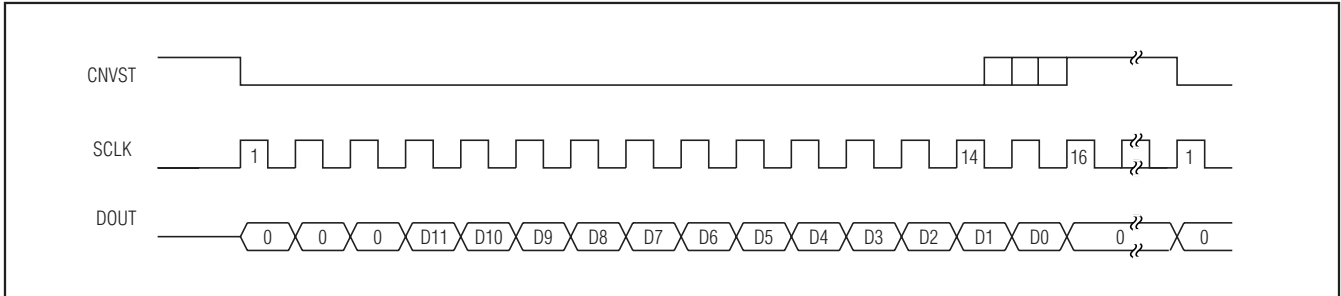 CNVST
SCLK
1
14
16
1
DOUT
0 0 0 D11 D10 D9 D8 D7 D6 D5 D4 D3 D2 D1 D0 0 0